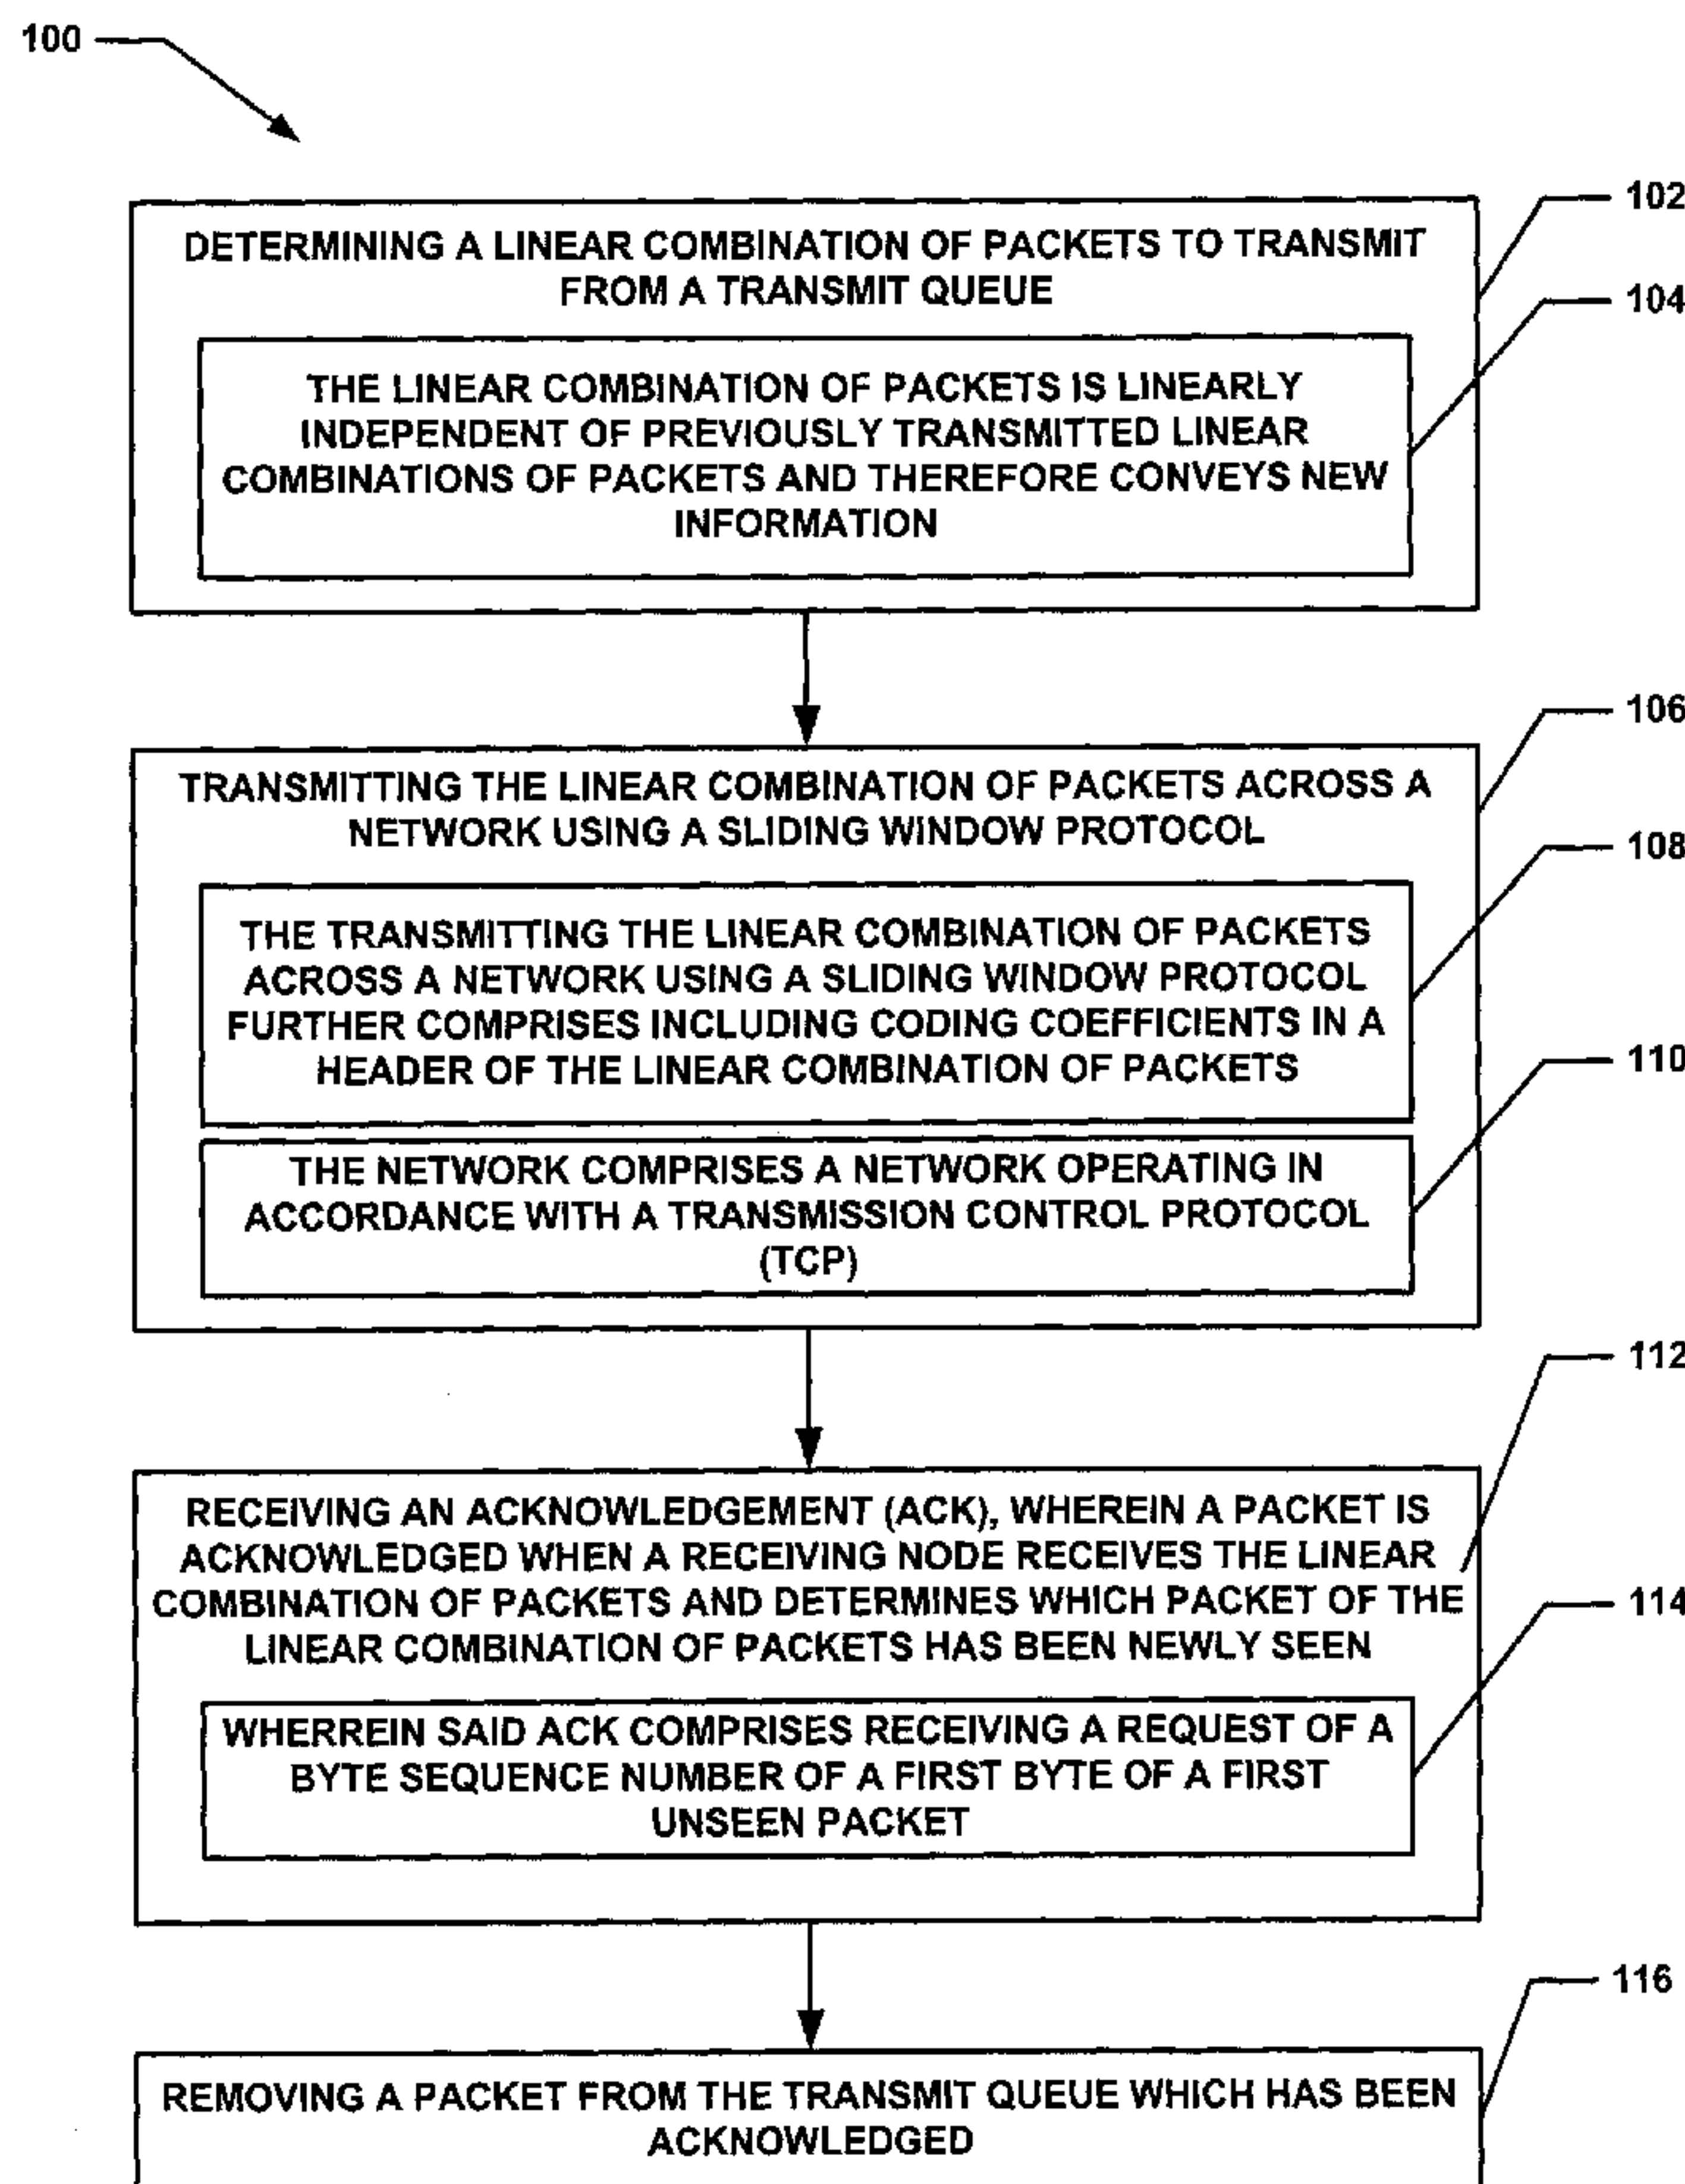 100
102
DETERMINING A LINEAR COMBINATION OF PACKETS TO TRANSMIT
FROM A TRANSMIT QUEUE
104
THE LINEAR COMBINATION OF PACKETS IS LINEARLY
INDEPENDENT OF PREVIOUSLY TRANSMITTED LINEAR
COMBINATIONS OF PACKETS AND THEREFORE CONVEYS NEW
INFORMATION
106
TRANSMITTING THE LINEAR COMBINATION OF PACKETS ACROSS A
NETWORK USING A SLIDING WINDOW PROTOCOL
108
THE TRANSMITTING THE LINEAR COMBINATION OF PACKETS
ACROSS A NETWORK USING A SLIDING WINDOW PROTOCOL
FURTHER COMPRISES INCLUDING CODING COEFFICIENTS IN A
HEADER OF THE LINEAR COMBINATION OF PACKETS
110
THE NETWORK COMPRISES A NETWORK OPERATING IN
ACCORDANCE WITH A TRANSMISSION CONTROL PROTOCOL
(TCP)
112
RECEIVING AN ACKNOWLEDGEMENT (ACK), WHEREIN A PACKET IS
ACKNOWLEDGED WHEN A RECEIVING NODE RECEIVES THE LINEAR
COMBINATION OF PACKETS AND DETERMINES WHICH PACKET OF THE
LINEAR COMBINATION OF PACKETS HAS BEEN NEWLY SEEN
114
WHERREIN SAID ACK COMPRISES RECEIVING A REQUEST OF A
BYTE SEQUENCE NUMBER OF A FIRST BYTE OF A FIRST
UNSEEN PACKET
116
REMOVING A PACKET FROM THE TRANSMIT QUEUE WHICH HAS BEEN
ACKNOWLEDGED